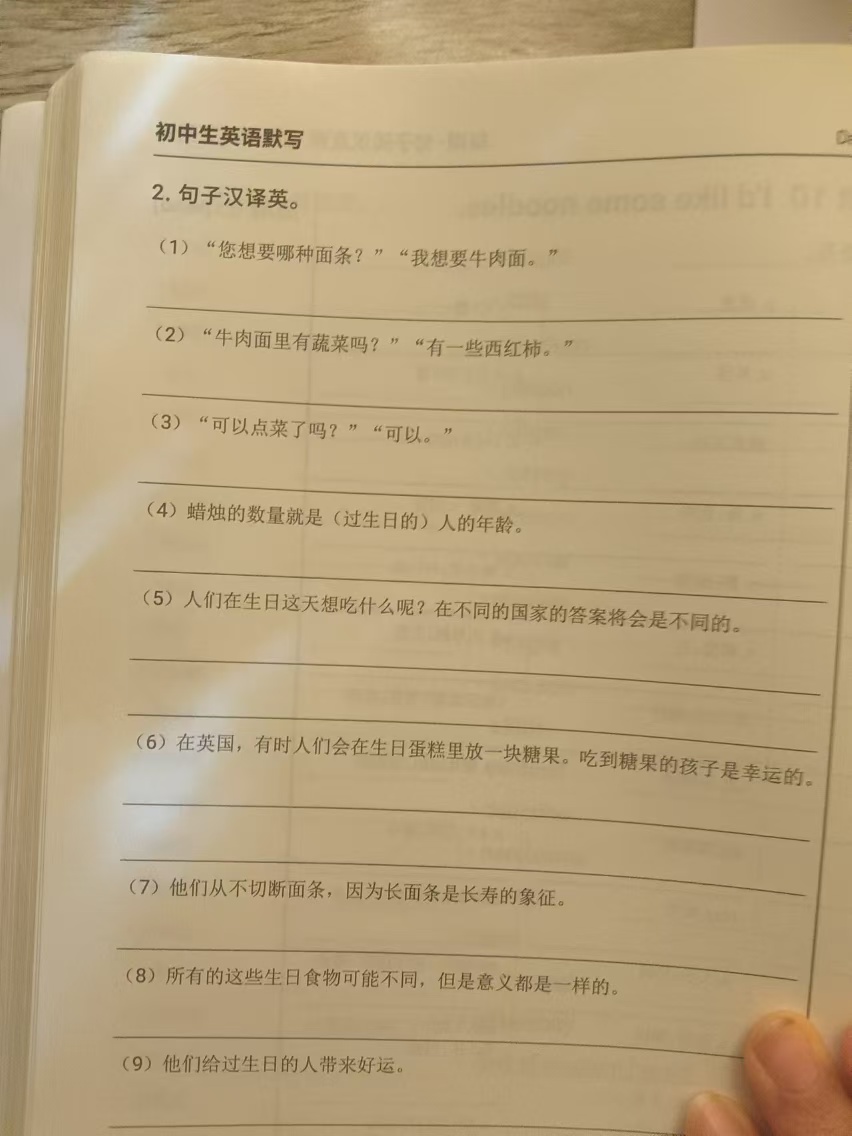 初中生英语默写
2. 句子汉译英。
（1）“您想要哪种面条？”“我想要牛肉面。”
（2）“牛肉面里有蔬菜吗？”“有一些西红柿。”
（3）“可以点菜了吗？”“可以。”
（4）蜡烛的数量就是（过生日的）人的年龄。
（5）人们在生日这天想吃什么呢？在不同的国家的答案将会是不同的。
（6）在英国，有时人们会在生日蛋糕里放一块糖果。吃到糖果的孩子是幸运的。
（7）他们从不切断面条，因为长面条是长寿的象征。
（8）所有的这些生日食物可能不同，但是意义都是一样的。
（9）他们给过生日的人带来好运。